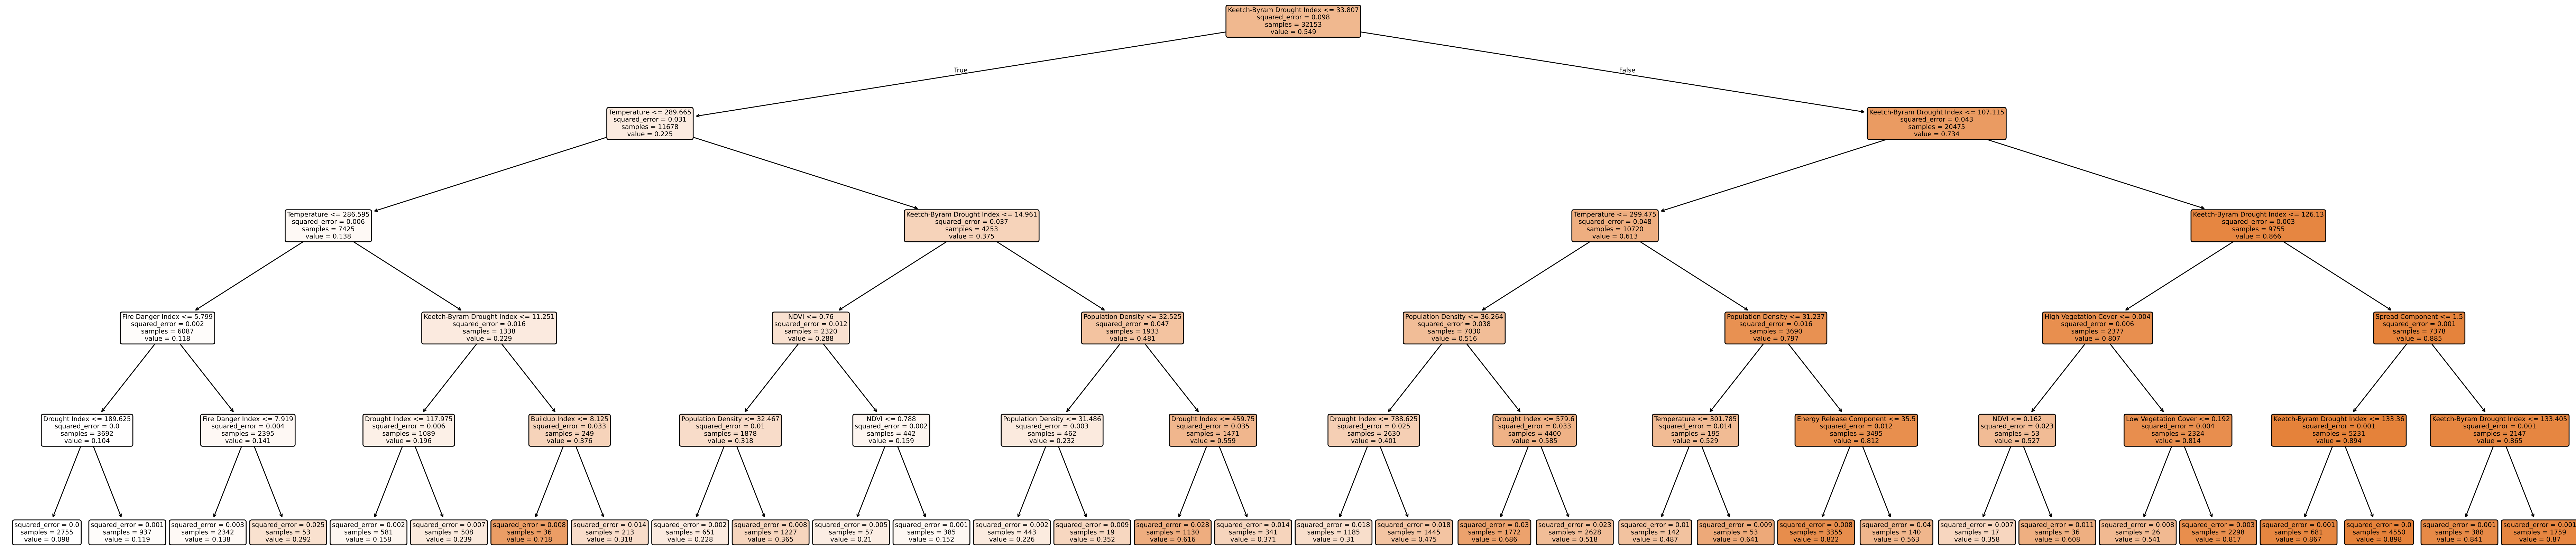 Keetch-Byram Drought Index <= 33.807
squared_error = 0.098
samples = 32153
value = 0.549
True
False
Temperature <= 289.665
squared_error = 0.031
samples = 11678
value = 0.225
Keetch-Byram Drought Index <= 107.115
squared_error = 0.043
samples = 20475
value = 0.734
Temperature <= 286.595
squared_error = 0.006
samples = 7425
value = 0.138
Keetch-Byram Drought Index <= 14.961
squared_error = 0.037
samples = 4253
value = 0.375
Temperature <= 299.475
squared_error = 0.048
samples = 10720
value = 0.613
Keetch-Byram Drought Index <= 126.13
squared_error = 0.003
samples = 9755
value = 0.866
Fire Danger Index <= 5.799
squared_error = 0.002
samples = 6087
value = 0.118
Keetch-Byram Drought Index <= 11.251
squared_error = 0.016
samples = 1338
value = 0.229
NDVI <= 0.76
squared_error = 0.012
samples = 2320
value = 0.288
Population Density <= 32.525
squared_error = 0.047
samples = 1933
value = 0.481
Population Density <= 36.264
squared_error = 0.038
samples = 7030
value = 0.516
Population Density <= 31.237
squared_error = 0.016
samples = 3690
value = 0.797
High Vegetation Cover <= 0.004
squared_error = 0.006
samples = 2377
value = 0.807
Spread Component <= 1.5
squared_error = 0.001
samples = 7378
value = 0.885
Drought Index <= 189.625
squared_error = 0.0
samples = 3692
value = 0.104
Fire Danger Index <= 7.919
squared_error = 0.004
samples = 2395
value = 0.141
Drought Index <= 117.975
squared_error = 0.006
samples = 1089
value = 0.196
Buildup Index <= 8.125
squared_error = 0.033
samples = 249
value = 0.376
Population Density <= 32.467
squared_error = 0.01
samples = 1878
value = 0.318
NDVI <= 0.788
squared_error = 0.002
samples = 442
value = 0.159
Population Density <= 31.486
squared_error = 0.003
samples = 462
value = 0.232
Drought Index <= 459.75
squared_error = 0.035
samples = 1471
value = 0.559
Drought Index <= 788.625
squared_error = 0.025
samples = 2630
value = 0.401
Drought Index <= 579.6
squared_error = 0.033
samples = 4400
value = 0.585
Temperature <= 301.785
squared_error = 0.014
samples = 195
value = 0.529
Energy Release Component <= 35.5
squared_error = 0.012
samples = 3495
value = 0.812
NDVI <= 0.162
squared_error = 0.023
samples = 53
value = 0.527
Low Vegetation Cover <= 0.192
squared_error = 0.004
samples = 2324
value = 0.814
Keetch-Byram Drought Index <= 133.36
squared_error = 0.001
samples = 5231
value = 0.894
Keetch-Byram Drought Index <= 133.405
squared_error = 0.001
samples = 2147
value = 0.865
squared_error = 0.0
samples = 2755
value = 0.098
squared_error = 0.001
samples = 937
value = 0.119
squared_error = 0.003
samples = 2342
value = 0.138
squared_error = 0.025
samples = 53
value = 0.292
squared_error = 0.002
samples = 581
value = 0.158
squared_error = 0.007
samples = 508
value = 0.239
squared_error = 0.008
samples = 36
value = 0.718
squared_error = 0.014
samples = 213
value = 0.318
squared_error = 0.002
samples = 651
value = 0.228
squared_error = 0.008
samples = 1227
value = 0.365
squared_error = 0.005
samples = 57
value = 0.21
squared_error = 0.001
samples = 385
value = 0.152
squared_error = 0.002
samples = 443
value = 0.226
squared_error = 0.009
samples = 19
value = 0.352
squared_error = 0.028
samples = 1130
value = 0.616
squared_error = 0.014
samples = 341
value = 0.371
squared_error = 0.018
samples = 1185
value = 0.31
squared_error = 0.018
samples = 1445
value = 0.475
squared_error = 0.03
samples = 1772
value = 0.686
squared_error = 0.023
samples = 2628
value = 0.518
squared_error = 0.01
samples = 142
value = 0.487
squared_error = 0.009
samples = 53
value = 0.641
squared_error = 0.008
samples = 3355
value = 0.822
squared_error = 0.04
samples = 140
value = 0.563
squared_error = 0.007
samples = 17
value = 0.358
squared_error = 0.011
samples = 36
value = 0.608
squared_error = 0.008
samples = 26
value = 0.541
squared_error = 0.003
samples = 2298
value = 0.817
squared_error = 0.001
samples = 681
value = 0.867
squared_error = 0.0
samples = 4550
value = 0.898
squared_error = 0.001
samples = 388
value = 0.841
squared_error = 0.001
samples = 1759
value = 0.87